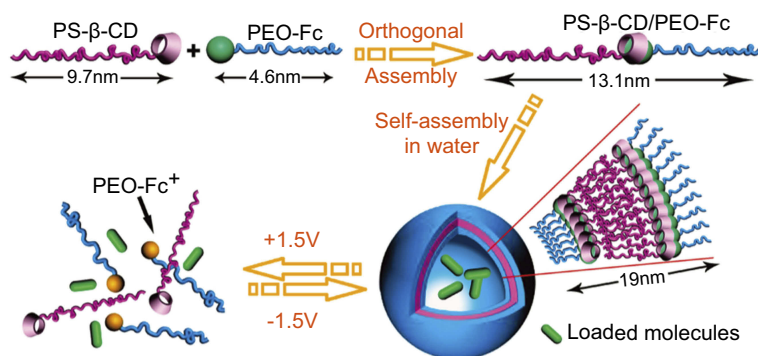 PS-β-CD
PEO-Fc
+
9.7nm
4.6nm
Orthogonal
Assembly
PS-β-CD/PEO-Fc
13.1nm
Self-assembly
in water
PEO-Fc⁺
+1.5V
-1.5V
19nm
Loaded molecules